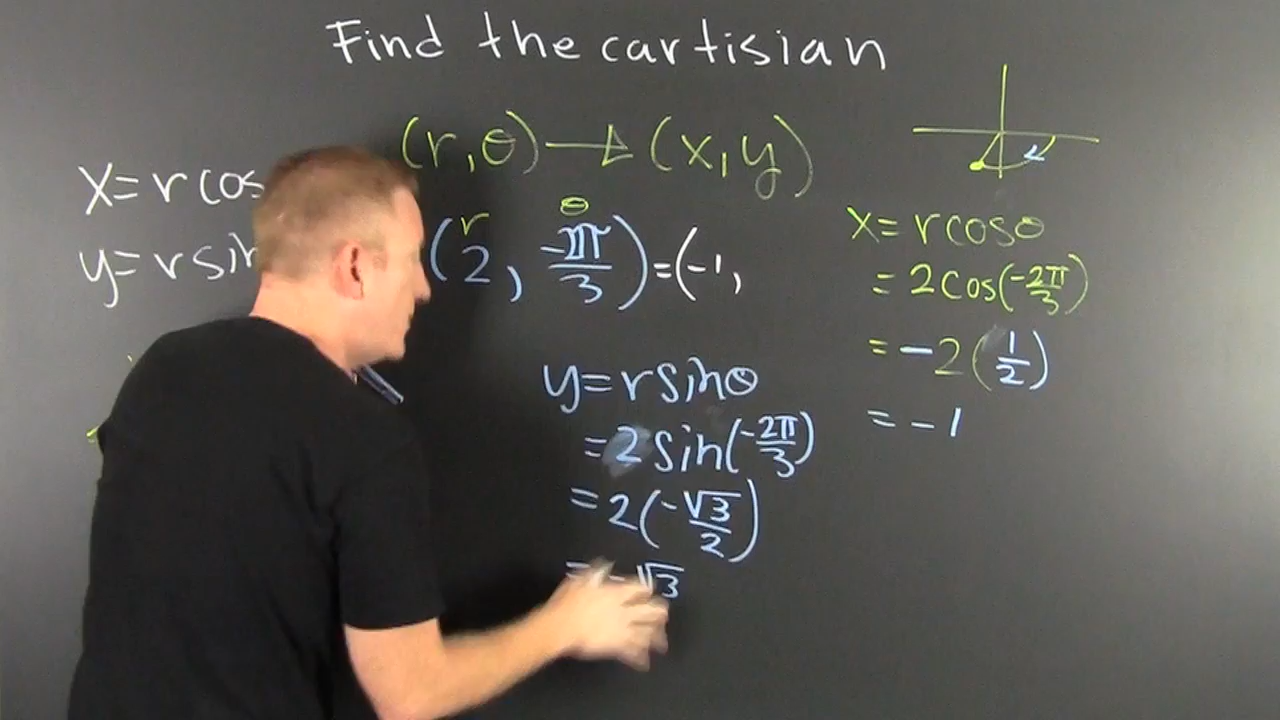 Find the cartisian
(r, θ) → (x, y)
x = r cos
y = r sin
r θ
(2, -2π/3) = (-1,
y = r sin θ
= 2 sin(-2π/3)
= 2(-√3/2)
= -√3
x = r cos θ
= 2 cos(-2π/3)
= -2(1/2)
= -1